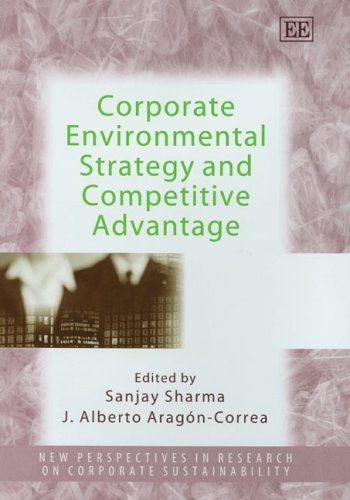 EE
Corporate
Environmental
Strategy and
Competitive
Advantage
Edited by
Sanjay Sharma
J. Alberto Aragón-Correa
NEW PERSPECTIVES IN RESEARCH
ON CORPORATE SUSTAINABILITY